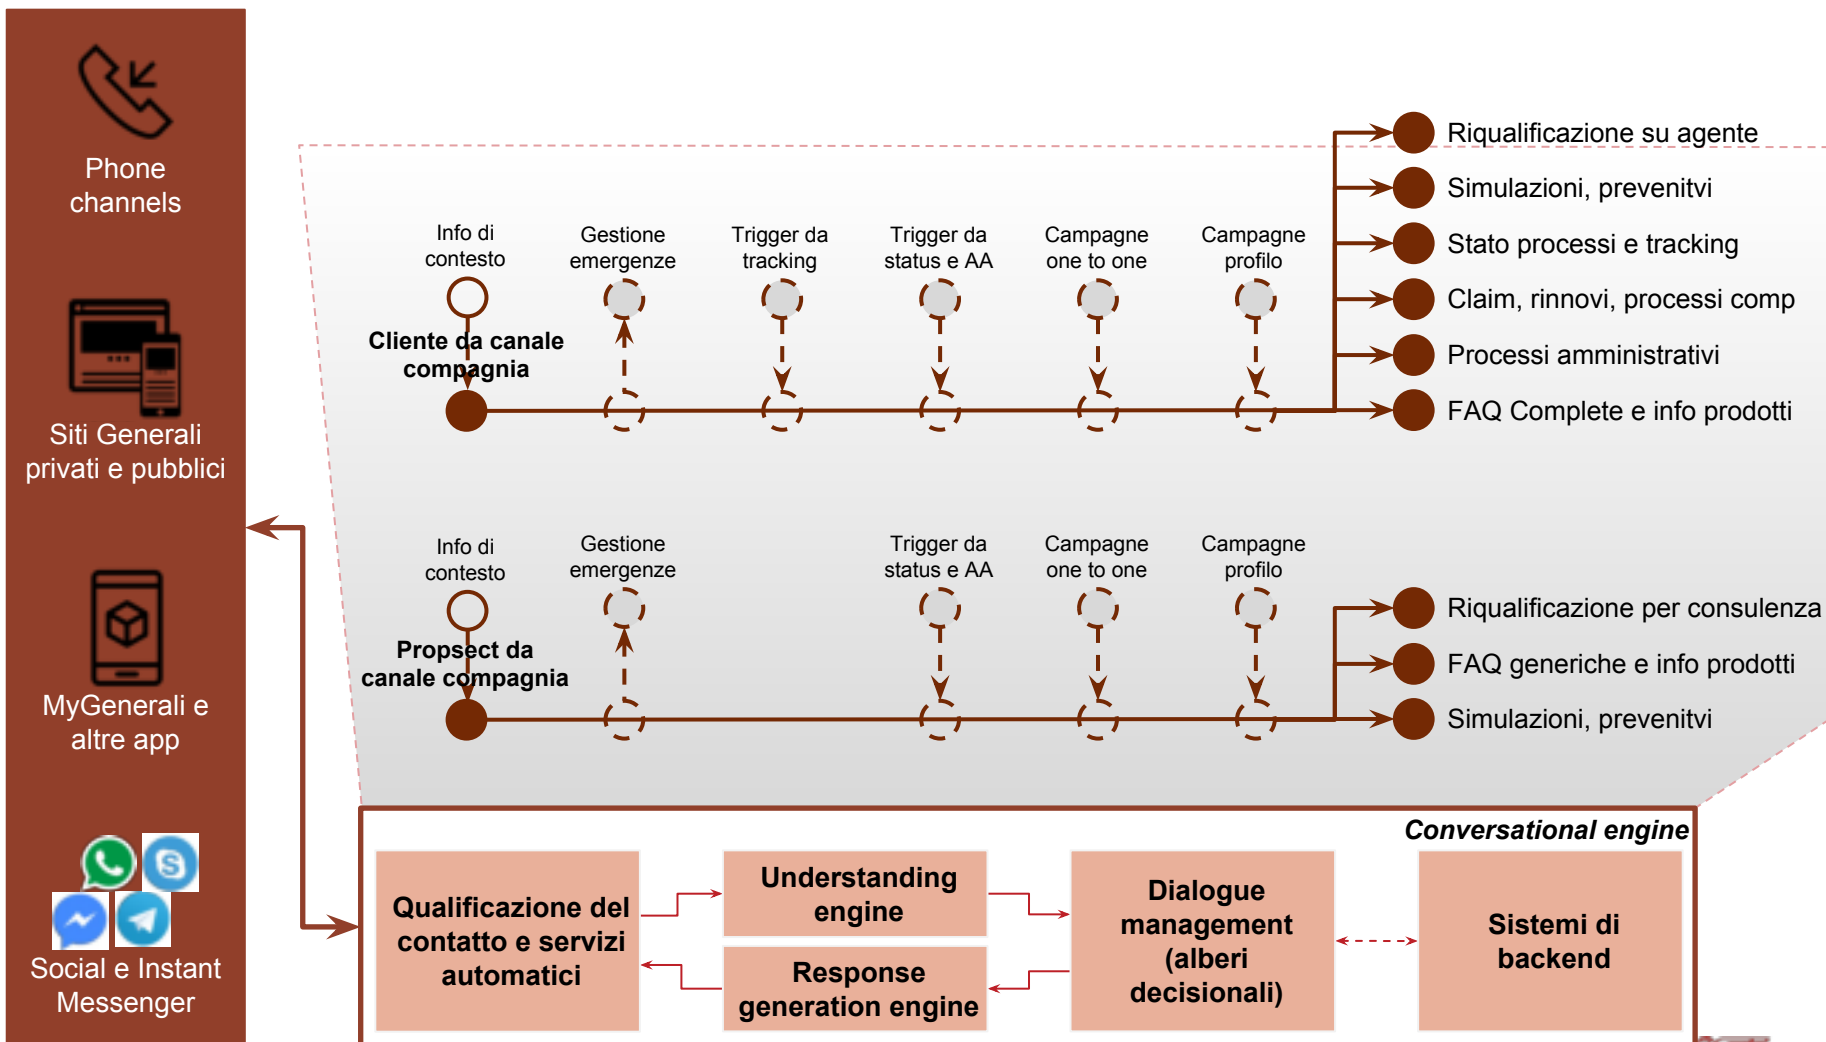 Phone
channels
Siti Generali
privati e pubblici
MyGenerali e
altre app
Social e Instant
Messenger
Info di
contesto
Gestione
emergenze
Trigger da
tracking
Trigger da
status e AA
Campagne
one to one
Campagne
profilo
Cliente da canale
compagnia
Riqualificazione su agente
Simulazioni, prevenitvi
Stato processi e tracking
Claim, rinnovi, processi comp
Processi amministrativi
FAQ Complete e info prodotti
Info di
contesto
Gestione
emergenze
Trigger da
status e AA
Campagne
one to one
Campagne
profilo
Propsect da
canale compagnia
Riqualificazione per consulenza
FAQ generiche e info prodotti
Simulazioni, prevenitvi
Conversational engine
Qualificazione del
contatto e servizi
automatici
Understanding
engine
Response
generation engine
Dialogue
management
(alberi
decisionali)
Sistemi di
backend